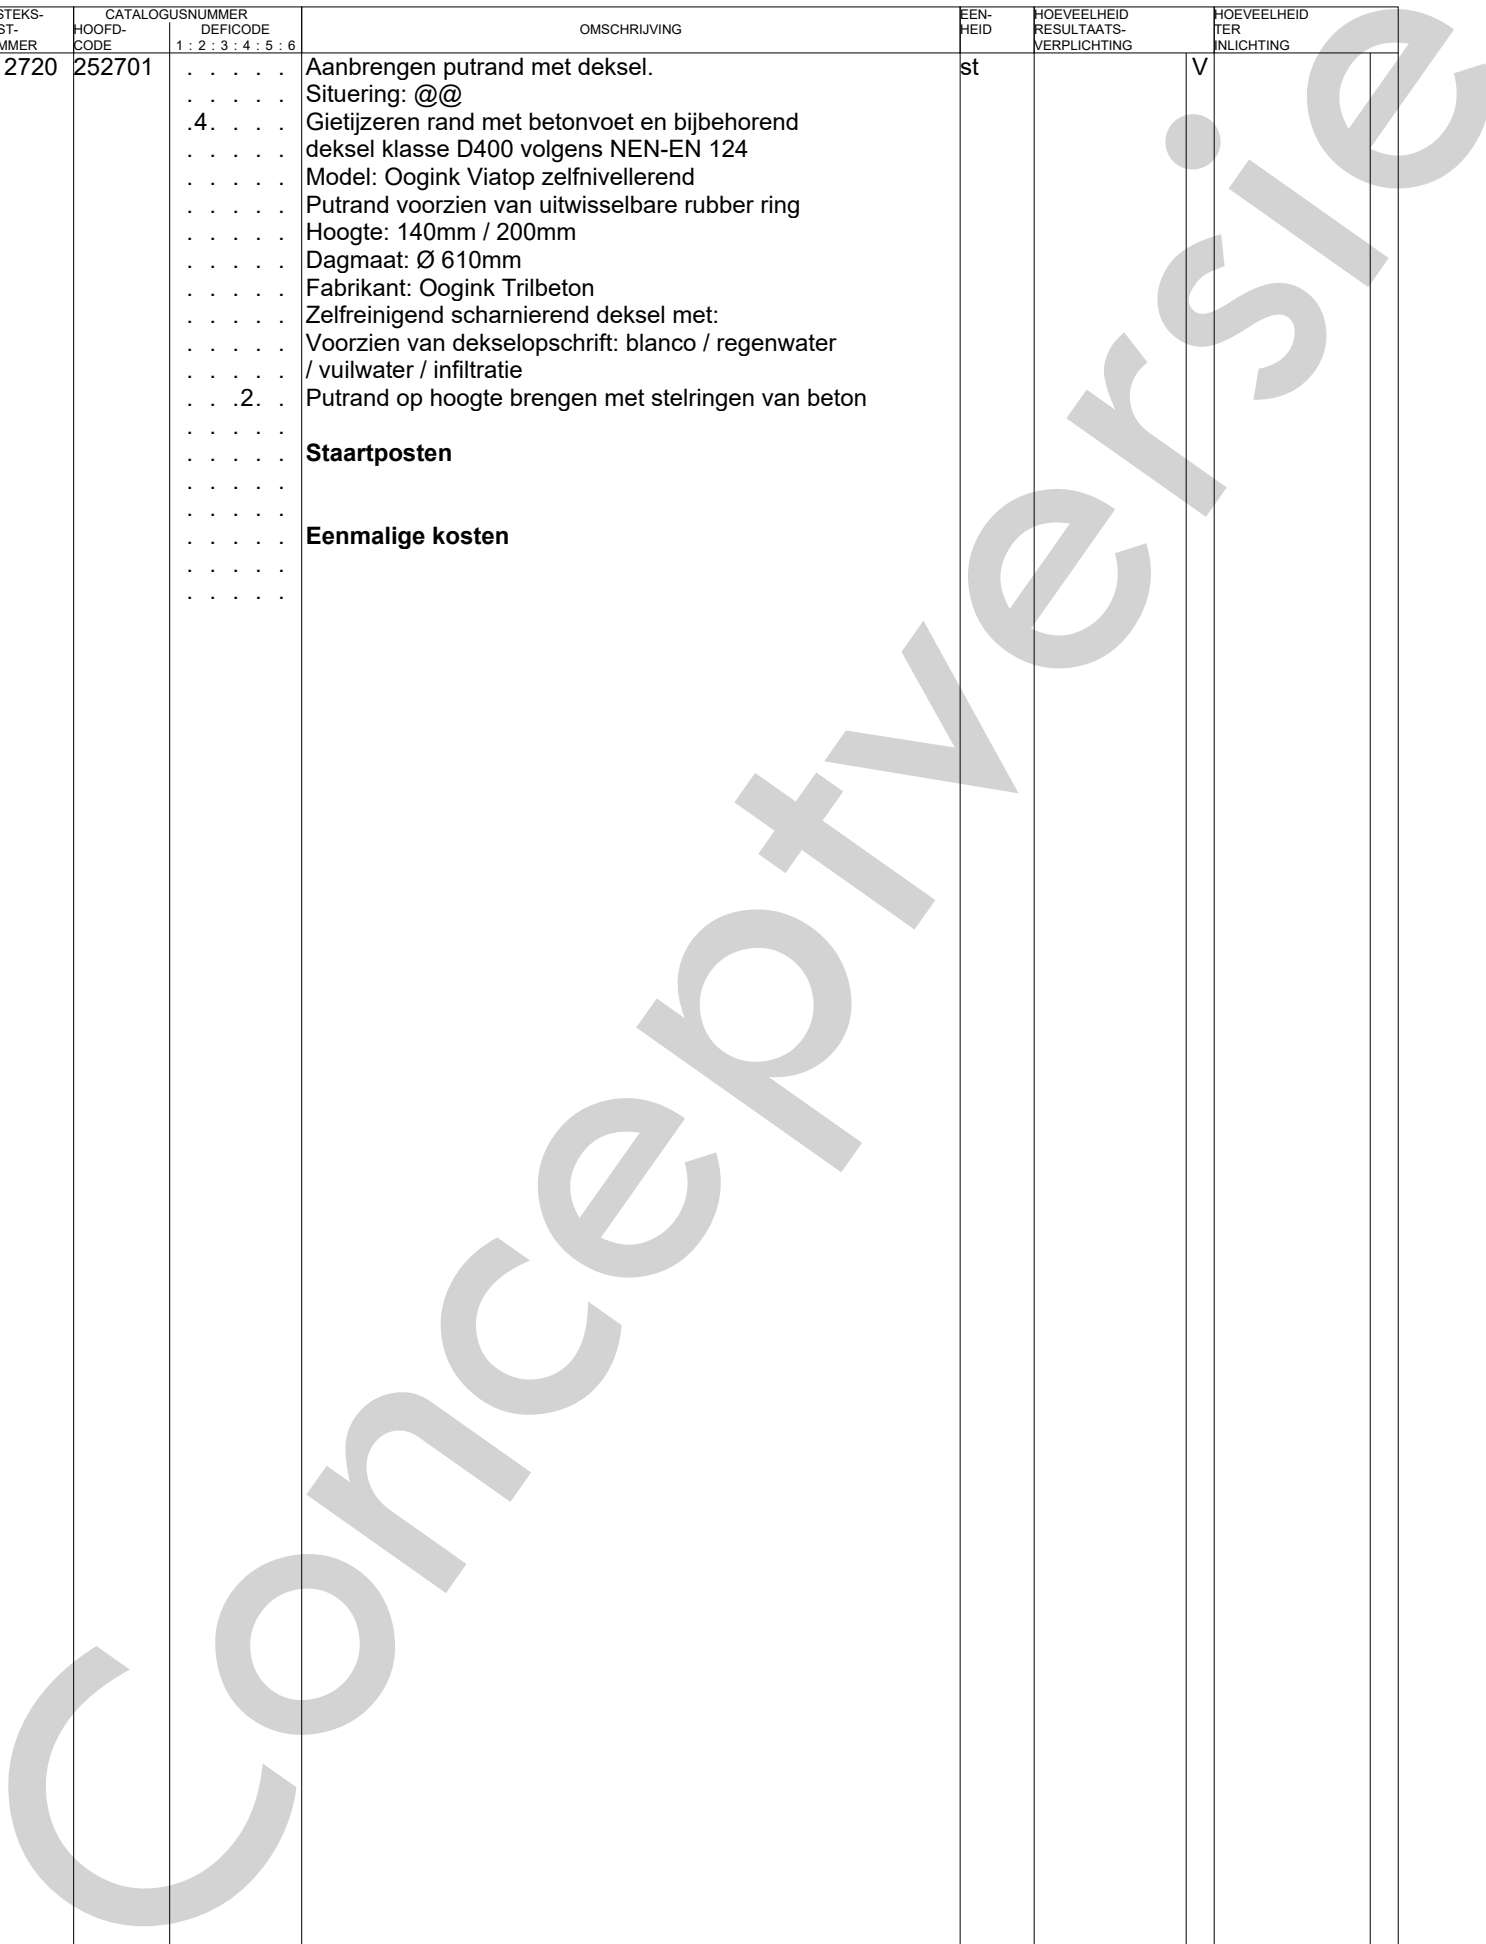 STEKS- CATALOGUSNUMMER EEN- HOEVEELHEID HOEVEELHEID
ST- HOOFD- DEFICODE OMSCHRIJVING HEID RESULTAATS- TER
MMER CODE 1 : 2 : 3 : 4 : 5 : 6 VERPLICHTING INLICHTING
2720 252701 . . . . . Aanbrengen putrand met deksel. st V
. . . . . Situering: @@
.4. . . . Gietijzeren rand met betonvoet en bijbehorend
. . . . . deksel klasse D400 volgens NEN-EN 124
. . . . . Model: Oogink Viatop zelfnivellerend
. . . . . Putrand voorzien van uitwisselbare rubber ring
. . . . . Hoogte: 140mm / 200mm
. . . . . Dagmaat: Ø 610mm
. . . . . Fabrikant: Oogink Trilbeton
. . . . . Zelfreinigend scharnierend deksel met:
. . . . . Voorzien van dekselopschrift: blanco / regenwater
. . . . . / vuilwater / infiltratie
. . .2. . Putrand op hoogte brengen met stelringen van beton
. . . . .
. . . . . Staartposten
. . . . .
. . . . .
. . . . . Eenmalige kosten
. . . . .
. . . . .
Conceptversie